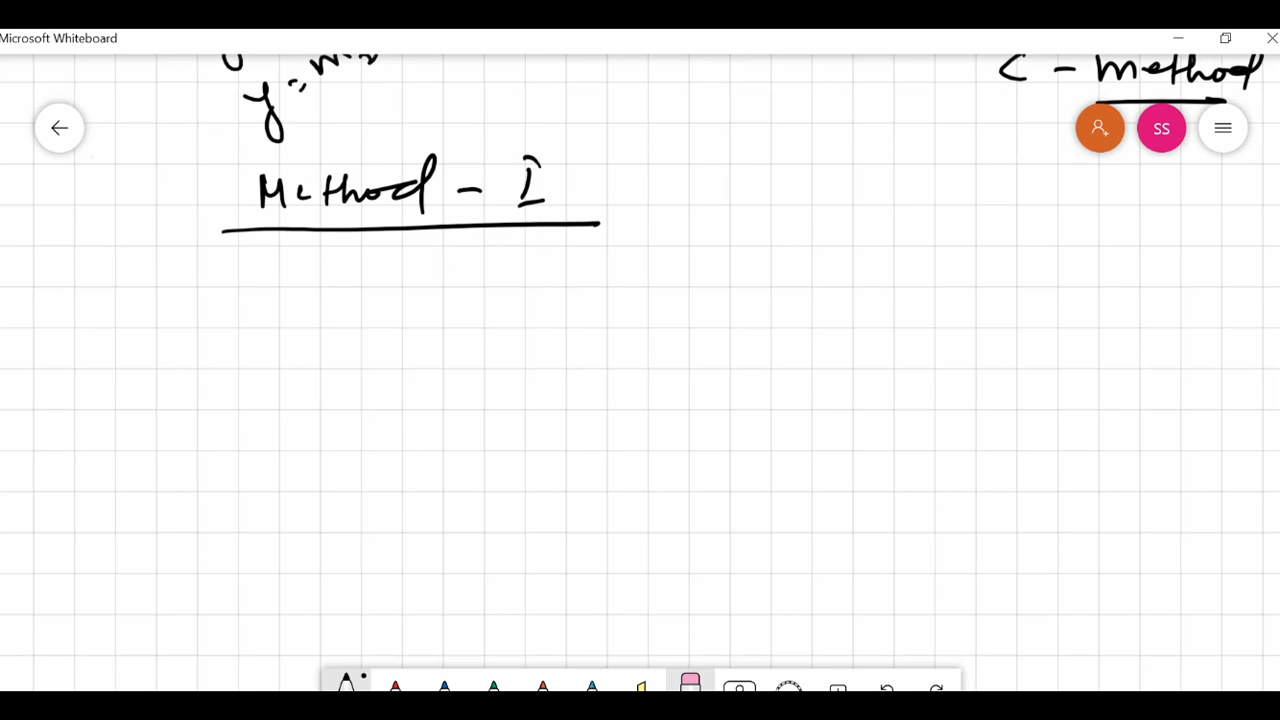 Microsoft Whiteboard
C - Method
y =
Method - I
SS